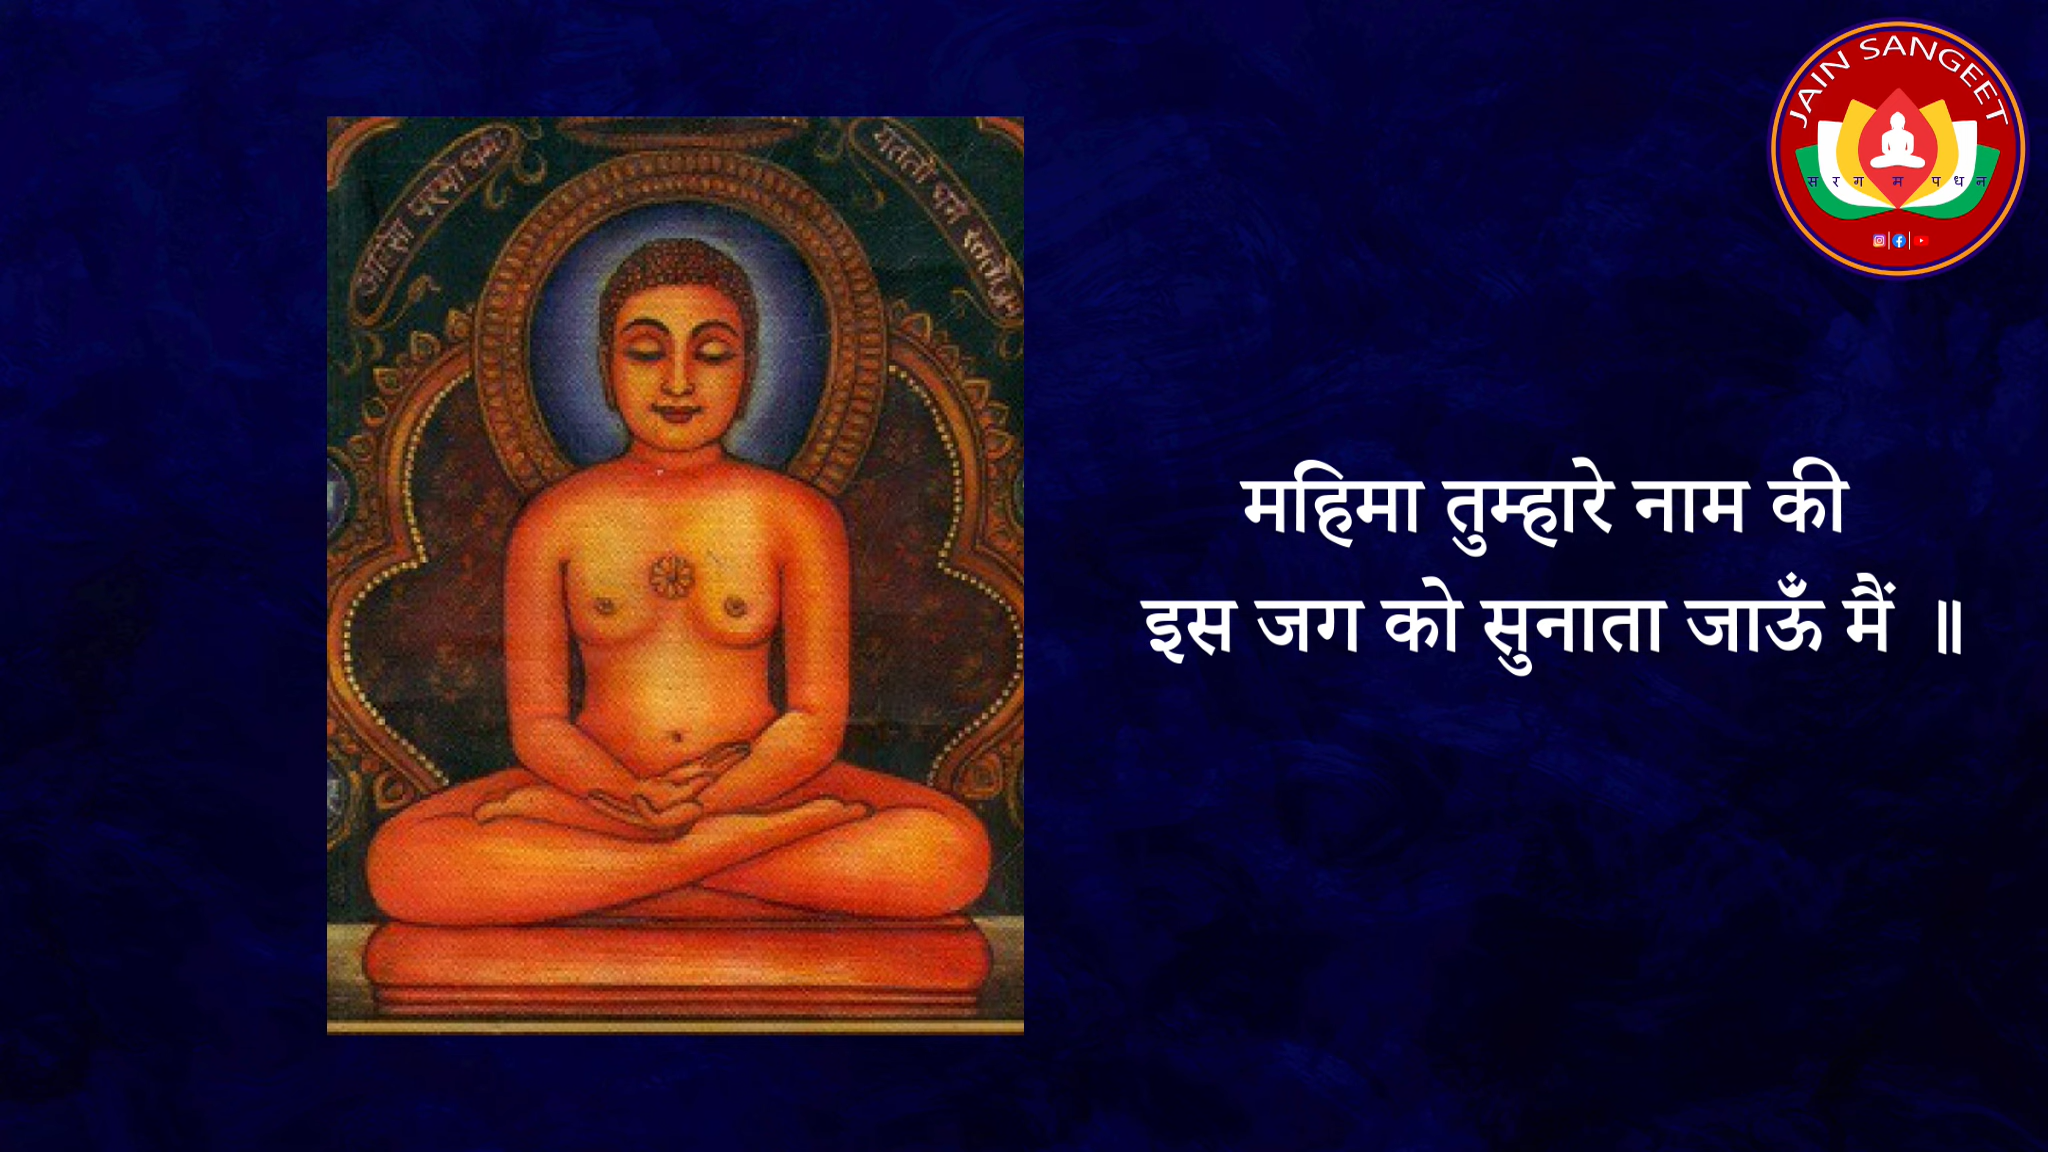 JAIN SANGEET
स र ग म प ध न
महिमा तुम्हारे नाम की
इस जग को सुनाता जाऊँ मैं ॥